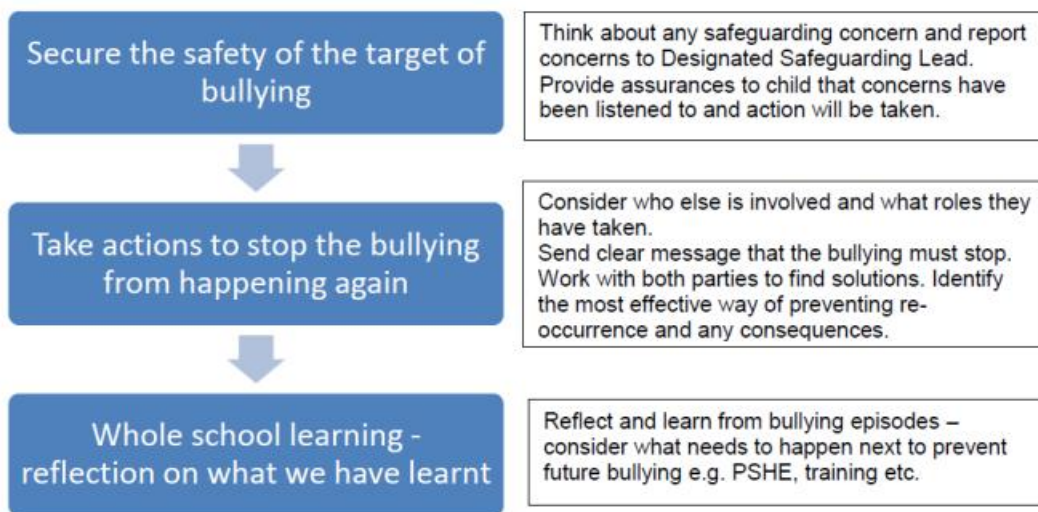 Secure the safety of the target of
bullying
Think about any safeguarding concern and report
concerns to Designated Safeguarding Lead.
Provide assurances to child that concerns have
been listened to and action will be taken.
Take actions to stop the bullying
from happening again
Consider who else is involved and what roles they
have taken.
Send clear message that the bullying must stop.
Work with both parties to find solutions. Identify
the most effective way of preventing re-
occurrence and any consequences.
Whole school learning -
reflection on what we have learnt
Reflect and learn from bullying episodes –
consider what needs to happen next to prevent
future bullying e.g. PSHE, training etc.